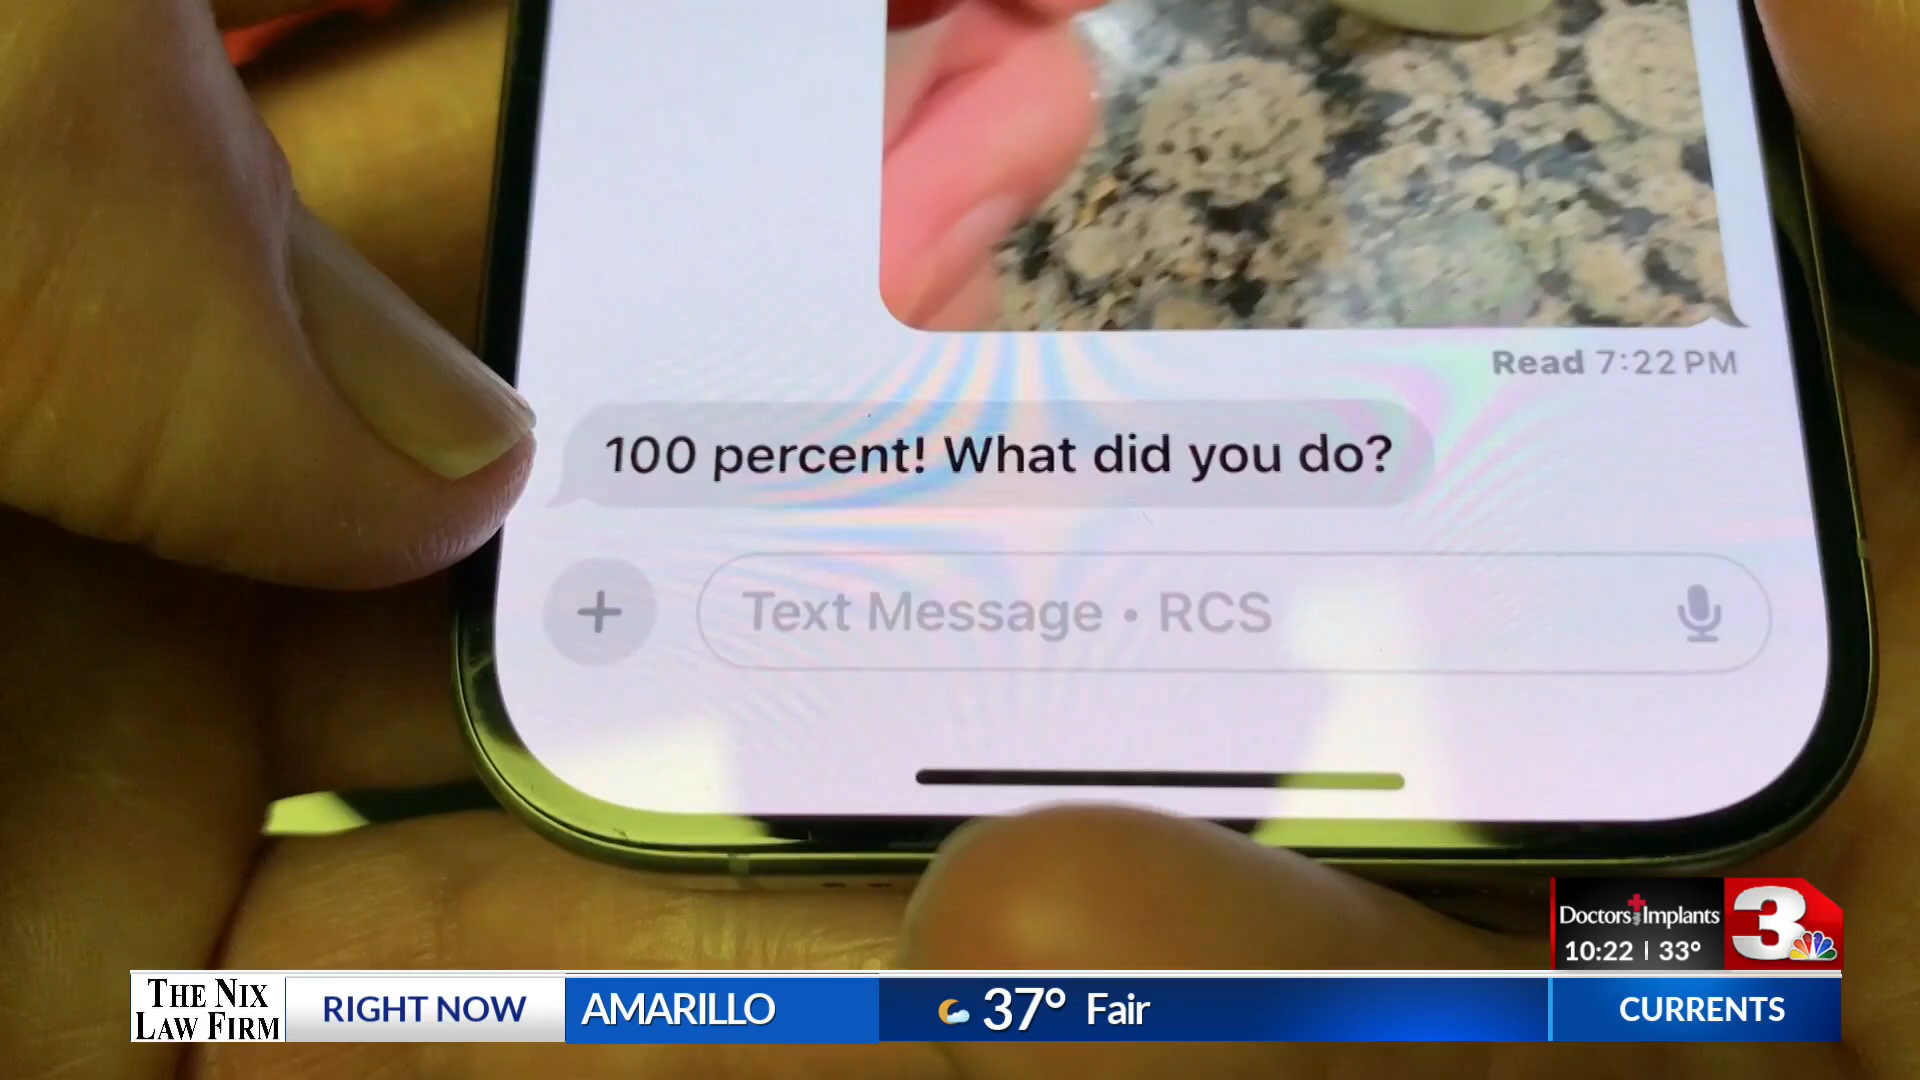 Read 7:22 PM
100 percent! What did you do?
+ Text Message • RCS
Doctors Implants
10:22 | 33°
3
THE NIX
LAW FIRM
RIGHT NOW
AMARILLO
37° Fair
CURRENTS